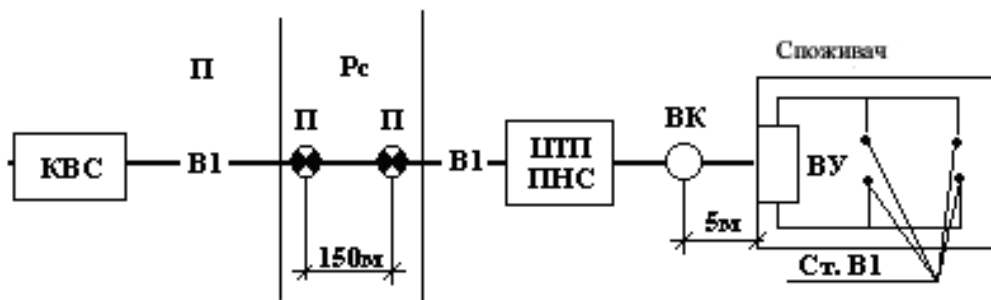 Споживач
П
Рс
П П
ВК
КВС
В1
В1
ЦТП
ПНС
ВУ
5м
150м
Ст. В1